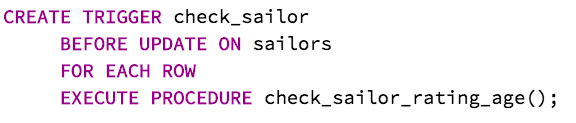 CREATE TRIGGER check_sailor
BEFORE UPDATE ON sailors
FOR EACH ROW
EXECUTE PROCEDURE check_sailor_rating_age();